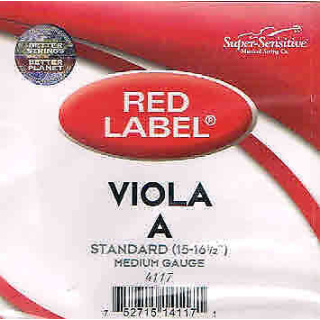 BETTER
STRINGS
BETTER
PLANET
Super-Sensitive
Musical String Co.
RED
LABEL®
VIOLA
A
STANDARD (15-16½")
MEDIUM GAUGE
4117
7 52715 14117 1